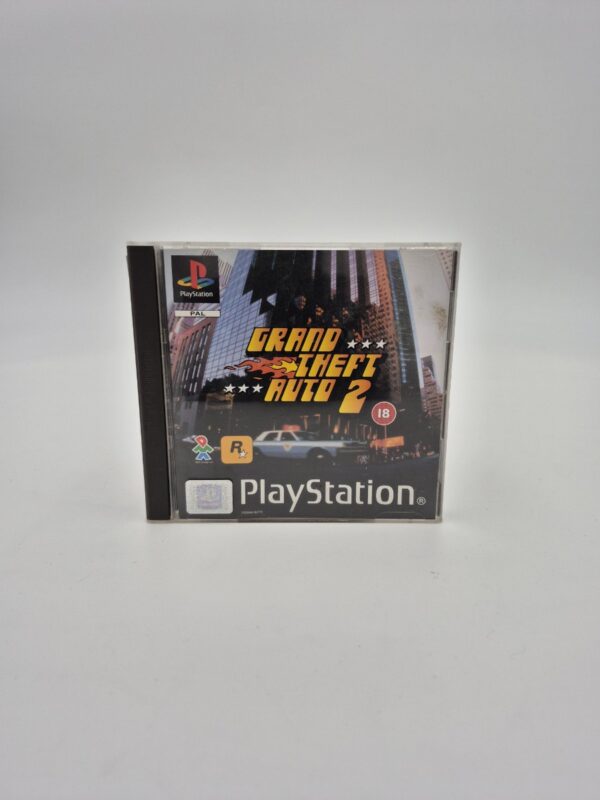 PlayStation
PAL
GRAND
THEFT
AUTO 2
18
R
PlayStation®